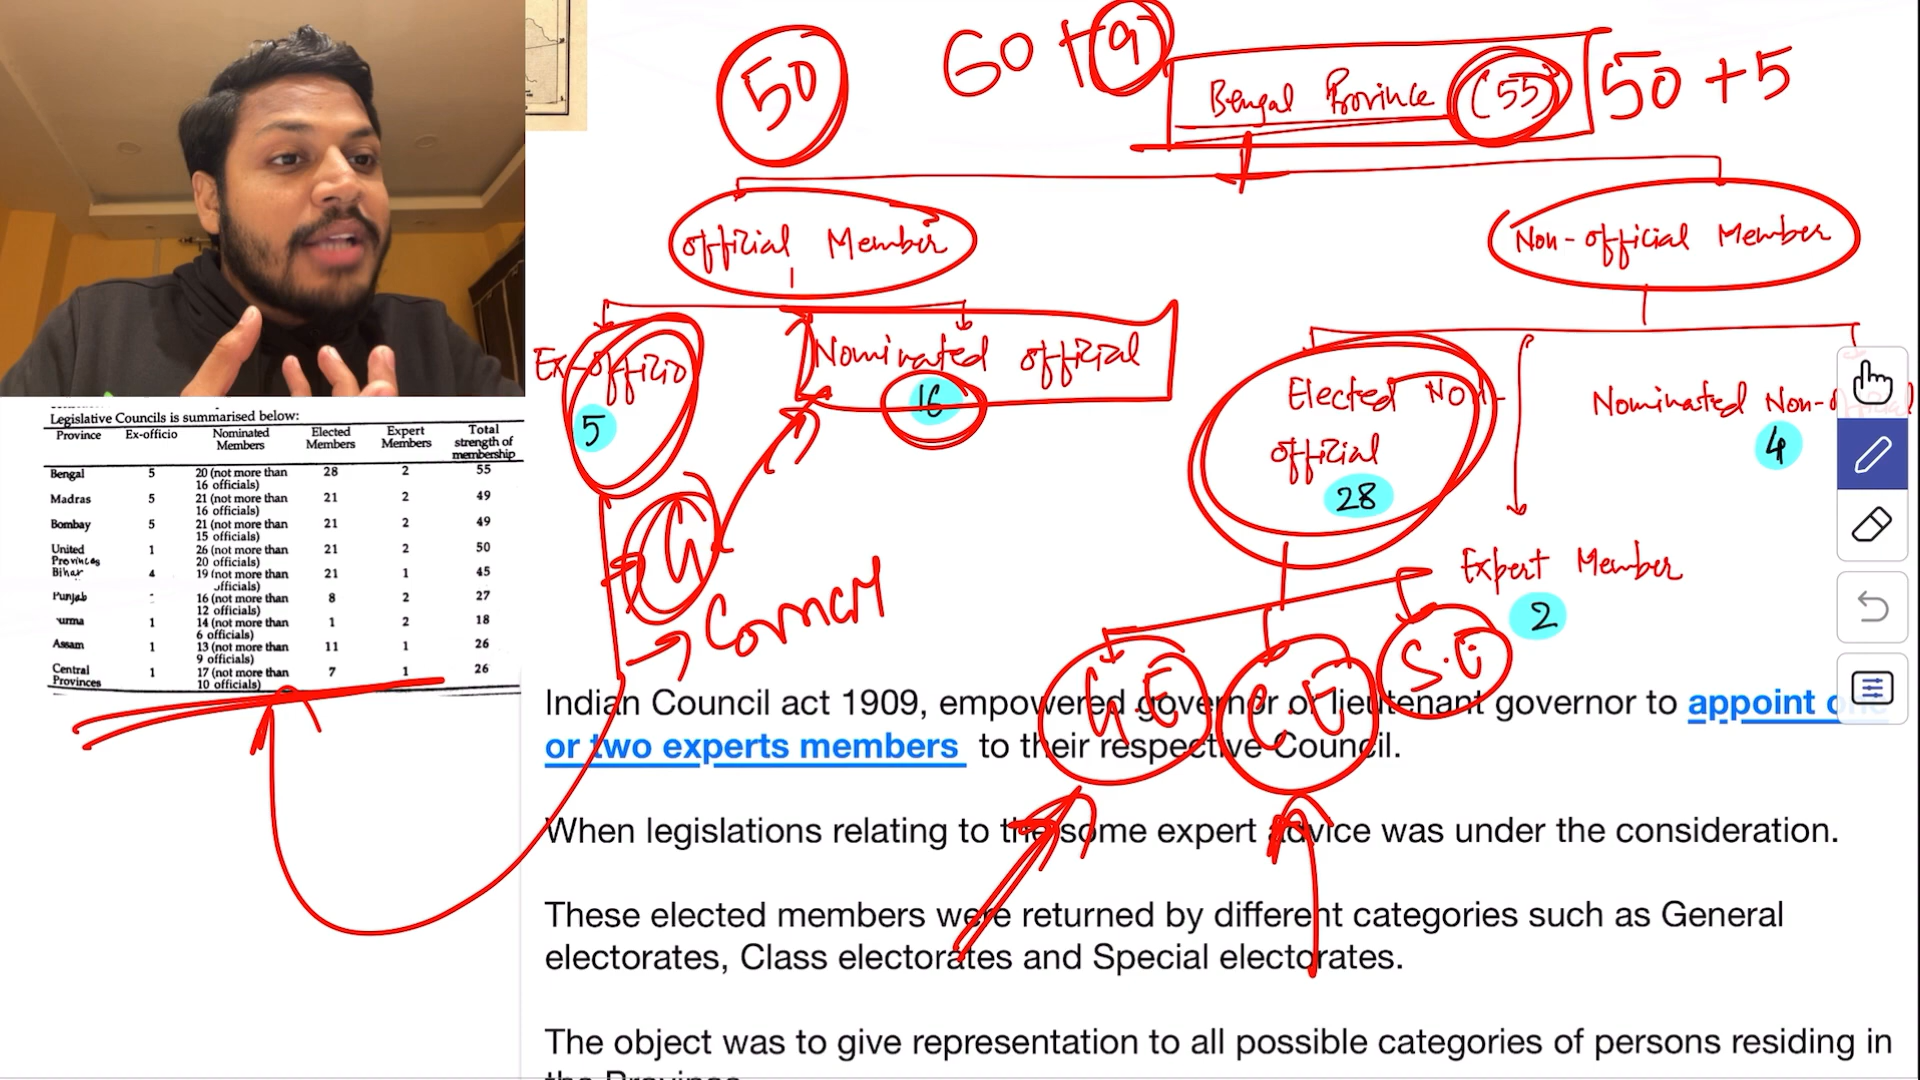 50
60 + 9
Bengal Province (55)
50 + 5
Official Member
Non-official Member
Ex-officio
5
Nominated official
16
Elected Non-
official
28
Nominated Non-official
4
Expert Member
2
G
Council
G.E
C.E
S.E
Legislative Councils is summarised below:
Province Ex-officio Nominated Members Elected Members Expert Members Total strength of membership
Bengal 5 20 (not more than 16 officials) 28 2 55
Madras 5 21 (not more than 16 officials) 21 2 49
Bombay 5 21 (not more than 15 officials) 21 2 49
United Provinces 1 26 (not more than 20 officials) 21 2 50
Bihar 4 19 (not more than officials) 21 1 45
Punjab 16 (not more than 12 officials) 8 2 27
urma 1 14 (not more than 6 officials) 1 2 18
Assam 1 13 (not more than 9 officials) 11 1 26
Central Provinces 1 17 (not more than 10 officials) 7 1 26
Indian Council act 1909, empowered governor or lieutenant governor to appoint one
or two experts members to their respective Council.
When legislations relating to the some expert advice was under the consideration.
These elected members were returned by different categories such as General
electorates, Class electorates and Special electorates.
The object was to give representation to all possible categories of persons residing in
the Province